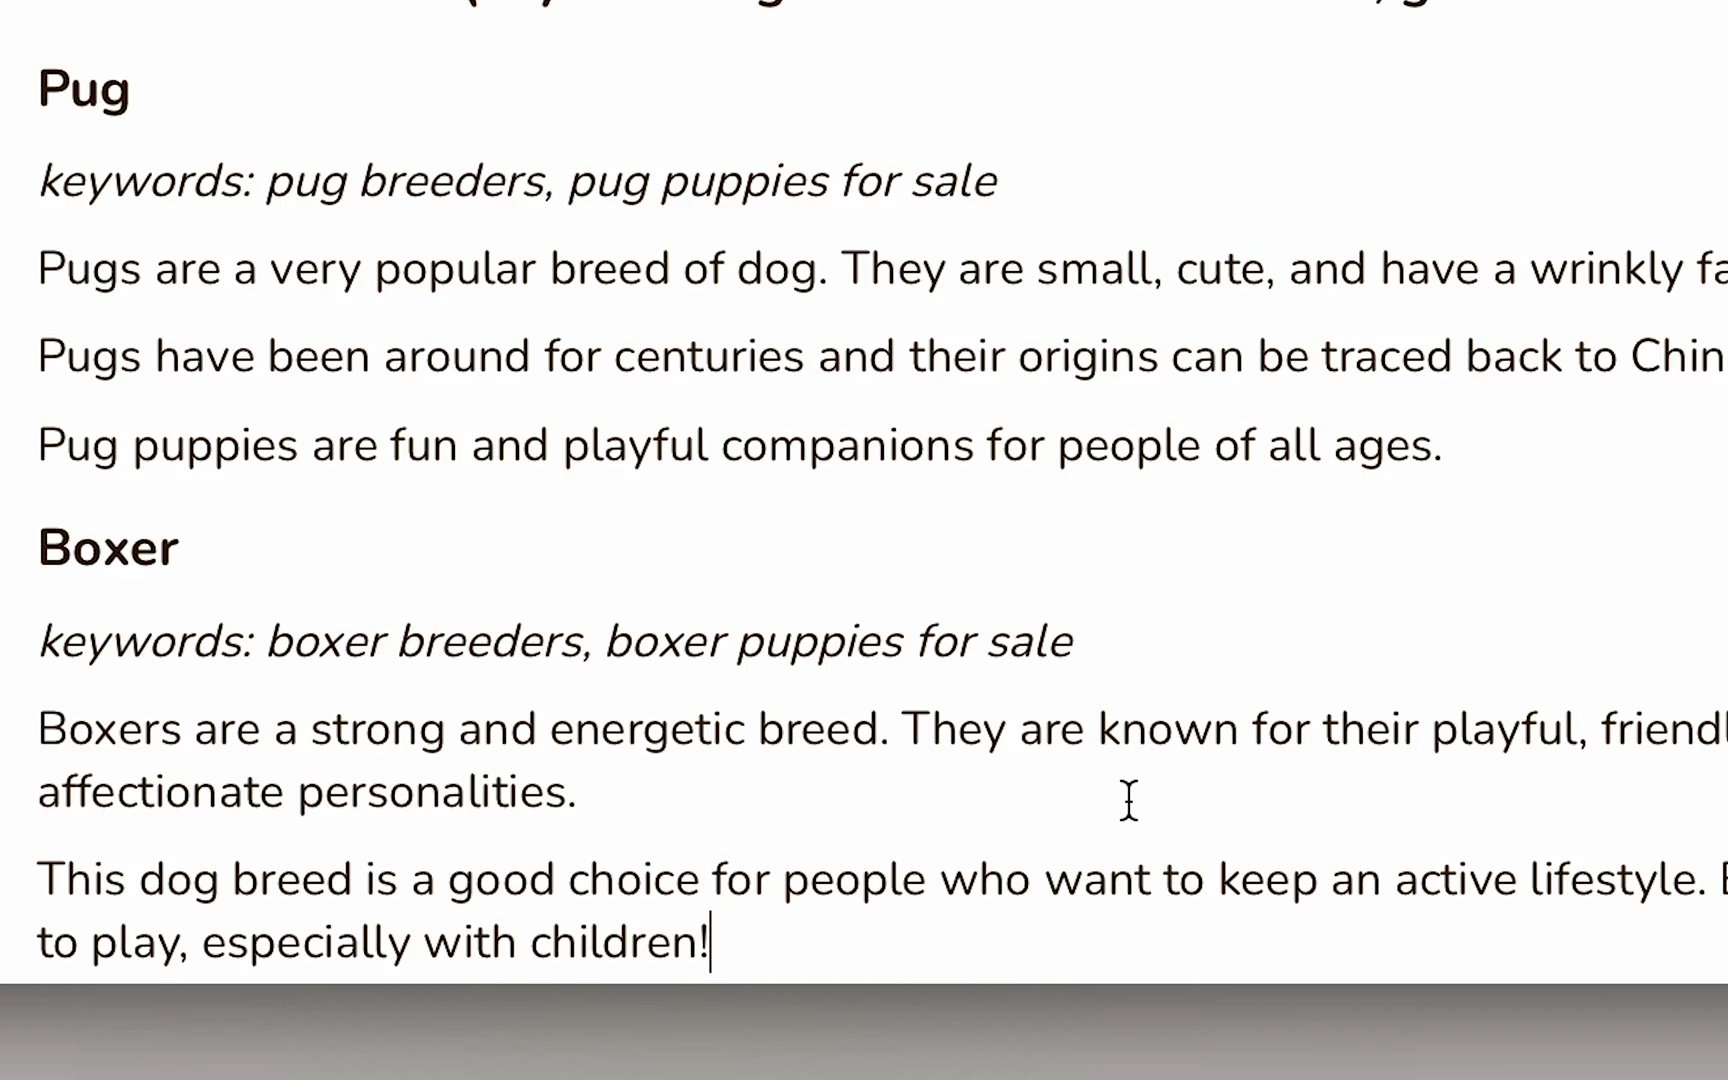 Pug
keywords: pug breeders, pug puppies for sale
Pugs are a very popular breed of dog. They are small, cute, and have a wrinkly
Pugs have been around for centuries and their origins can be traced back to
Pug puppies are fun and playful companions for people of all ages.
Boxer
keywords: boxer breeders, boxer puppies for sale
Boxers are a strong and energetic breed. They are known for their playful,
affectionate personalities.
This dog breed is a good choice for people who want to keep an active lifestyle.
to play, especially with children!